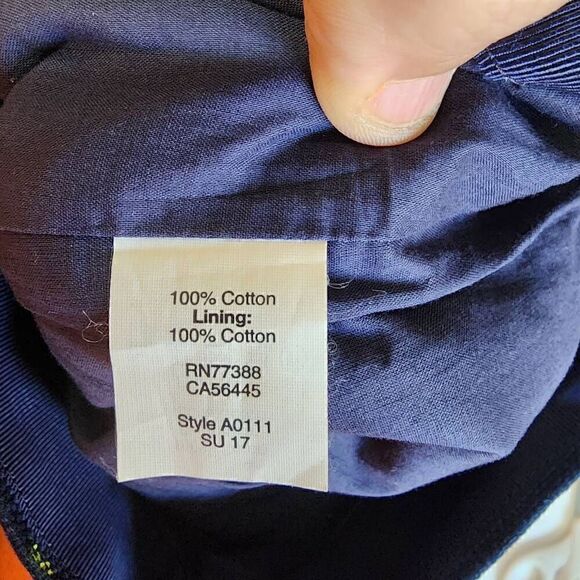 100% Cotton
Lining:
100% Cotton
RN77388
CA56445
Style A0111
SU 17